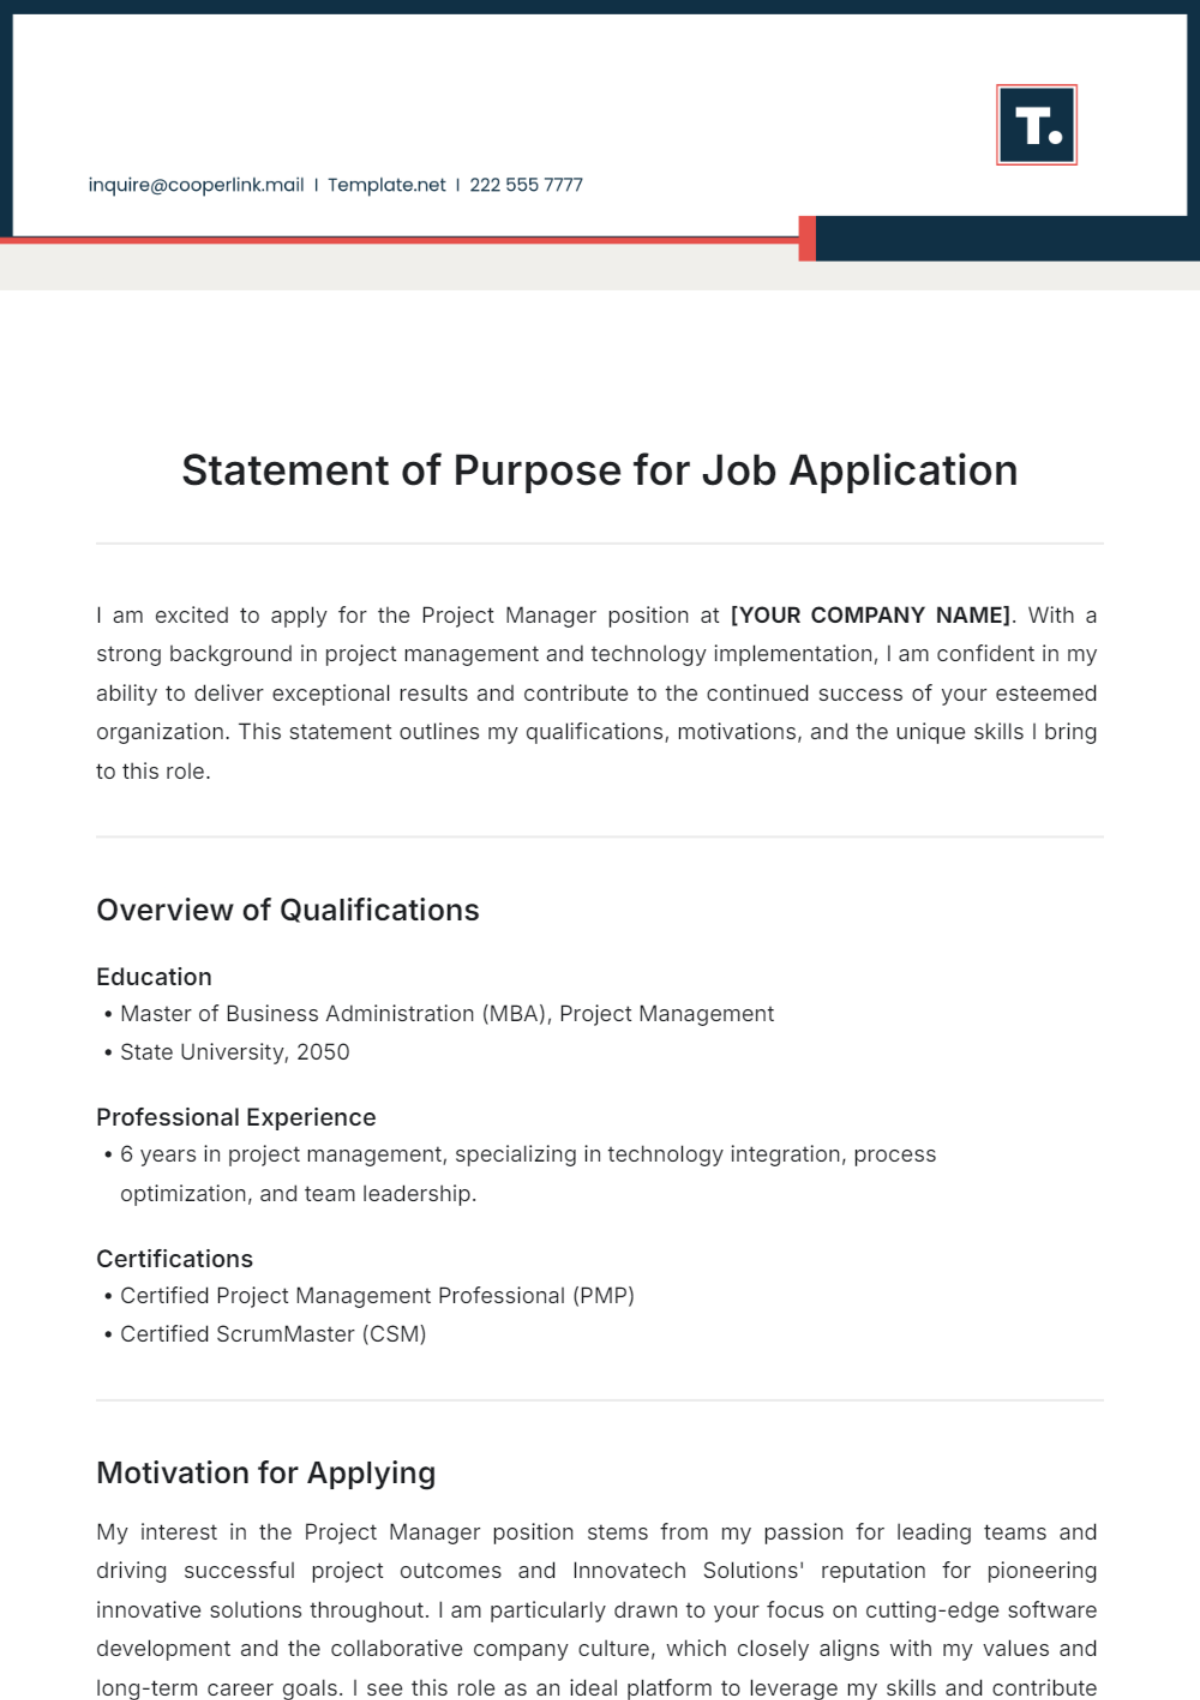 T.
inquire@cooperlink.mail | Template.net | 222 555 7777
Statement of Purpose for Job Application
I am excited to apply for the Project Manager position at [YOUR COMPANY NAME]. With a
strong background in project management and technology implementation, I am confident in my
ability to deliver exceptional results and contribute to the continued success of your esteemed
organization. This statement outlines my qualifications, motivations, and the unique skills I bring
to this role.
Overview of Qualifications
Education
• Master of Business Administration (MBA), Project Management
• State University, 2050
Professional Experience
• 6 years in project management, specializing in technology integration, process
optimization, and team leadership.
Certifications
• Certified Project Management Professional (PMP)
• Certified ScrumMaster (CSM)
Motivation for Applying
My interest in the Project Manager position stems from my passion for leading teams and
driving successful project outcomes and Innovatech Solutions' reputation for pioneering
innovative solutions throughout. I am particularly drawn to your focus on cutting-edge software
development and the collaborative company culture, which closely aligns with my values and
long-term career goals. I see this role as an ideal platform to leverage my skills and contribute